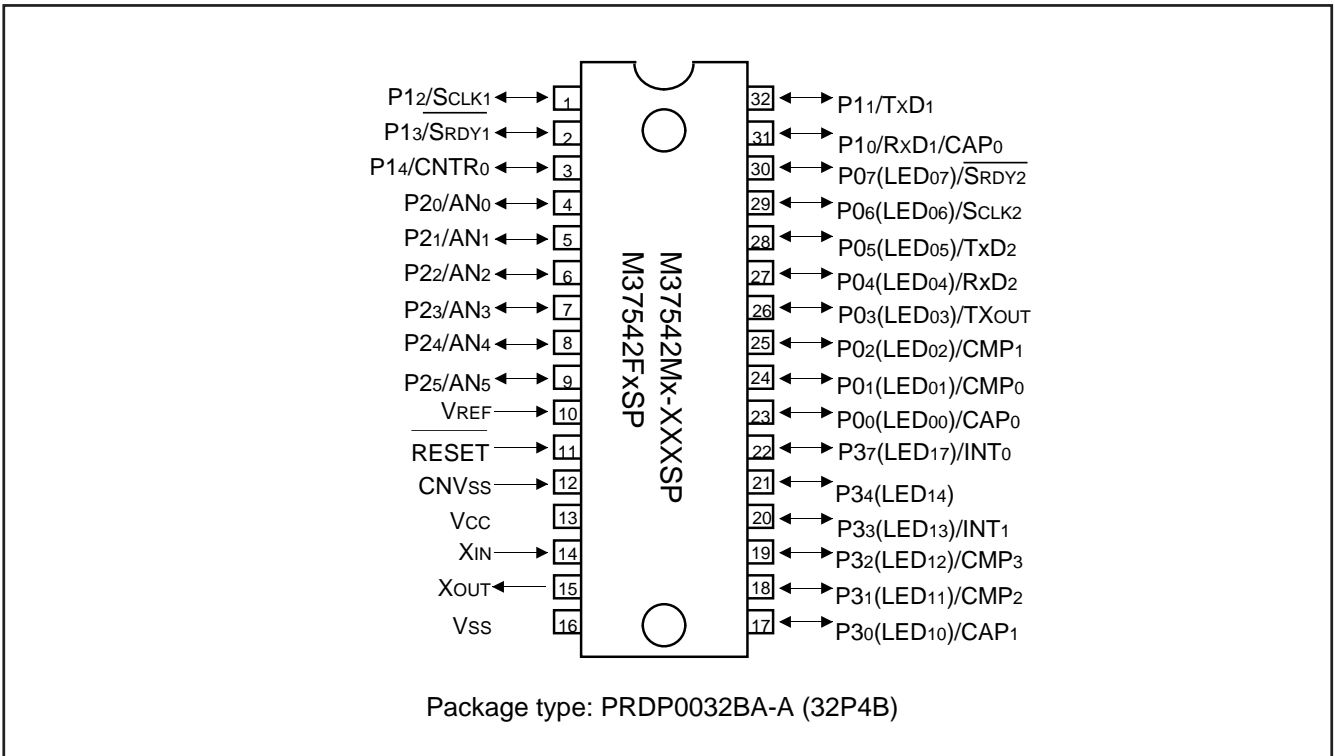 P12/SCLK1
P13/SRDY1
P14/CNTR0
P20/AN0
P21/AN1
P22/AN2
P23/AN3
P24/AN4
P25/AN5
VREF
RESET
CNVSS
VCC
XIN
XOUT
VSS
1
2
3
4
5
6
7
8
9
10
11
12
13
14
15
16
M37542Mx-XXXSP
M37542FxSP
32
31
30
29
28
27
26
25
24
23
22
21
20
19
18
17
P11/TxD1
P10/RxD1/CAP0
P07(LED07)/SRDY2
P06(LED06)/SCLK2
P05(LED05)/TxD2
P04(LED04)/RxD2
P03(LED03)/TXOUT
P02(LED02)/CMP1
P01(LED01)/CMP0
P00(LED00)/CAP0
P37(LED17)/INT0
P34(LED14)
P33(LED13)/INT1
P32(LED12)/CMP3
P31(LED11)/CMP2
P30(LED10)/CAP1
Package type: PRDP0032BA-A (32P4B)